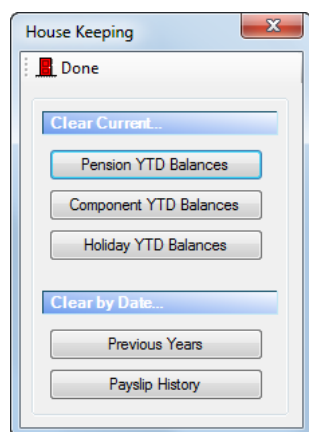 House Keeping
Done
Clear Current...
Pension YTD Balances
Component YTD Balances
Holiday YTD Balances
Clear by Date...
Previous Years
Payslip History